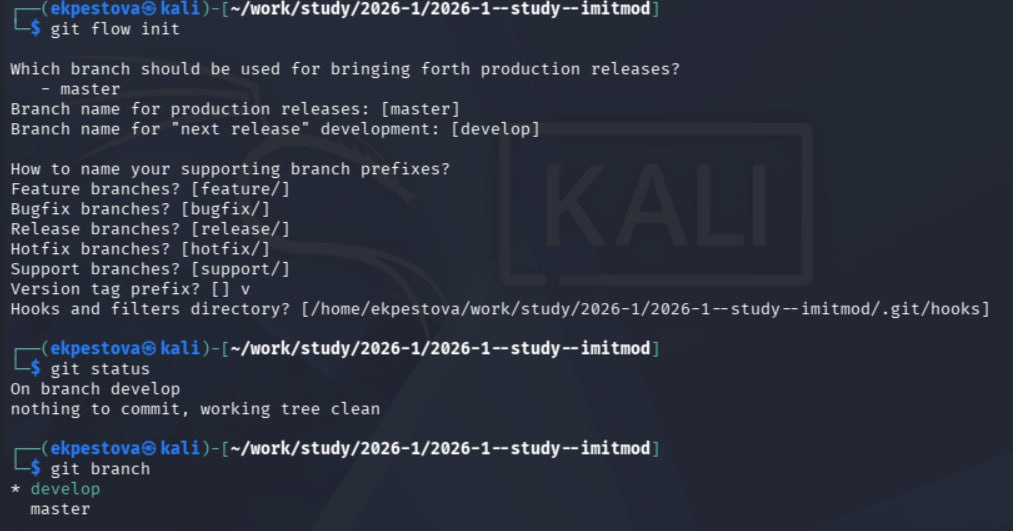 ┌──(ekpestova㉿kali)-[~/work/study/2026-1/2026-1--study--imitmod]
└─$ git flow init

Which branch should be used for bringing forth production releases?
   - master
Branch name for production releases: [master]
Branch name for "next release" development: [develop]

How to name your supporting branch prefixes?
Feature branches? [feature/]
Bugfix branches? [bugfix/]
Release branches? [release/]
Hotfix branches? [hotfix/]
Support branches? [support/]
Version tag prefix? [] v
Hooks and filters directory? [/home/ekpestova/work/study/2026-1/2026-1--study--imitmod/.git/hooks]

┌──(ekpestova㉿kali)-[~/work/study/2026-1/2026-1--study--imitmod]
└─$ git status
On branch develop
nothing to commit, working tree clean

┌──(ekpestova㉿kali)-[~/work/study/2026-1/2026-1--study--imitmod]
└─$ git branch
* develop
  master
KALI